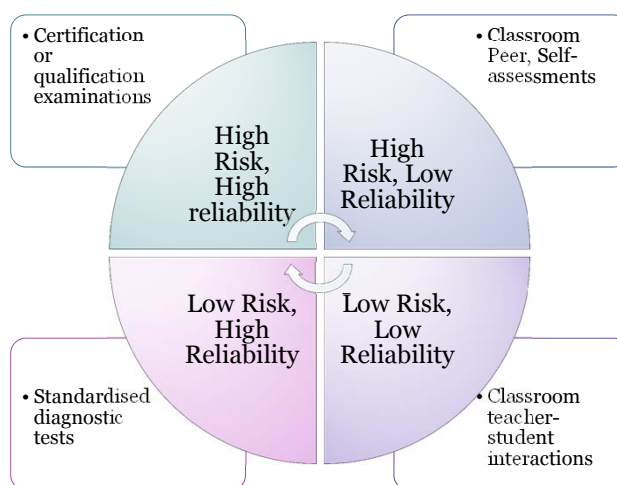 • Certification
or
qualification
examinations
• Classroom
Peer, Self-
assessments
High
Risk,
High
reliability
High
Risk, Low
Reliability
Low Risk,
High
Reliability
Low Risk,
Low
Reliability
• Standardised
diagnostic
tests
• Classroom
teacher-
student
interactions